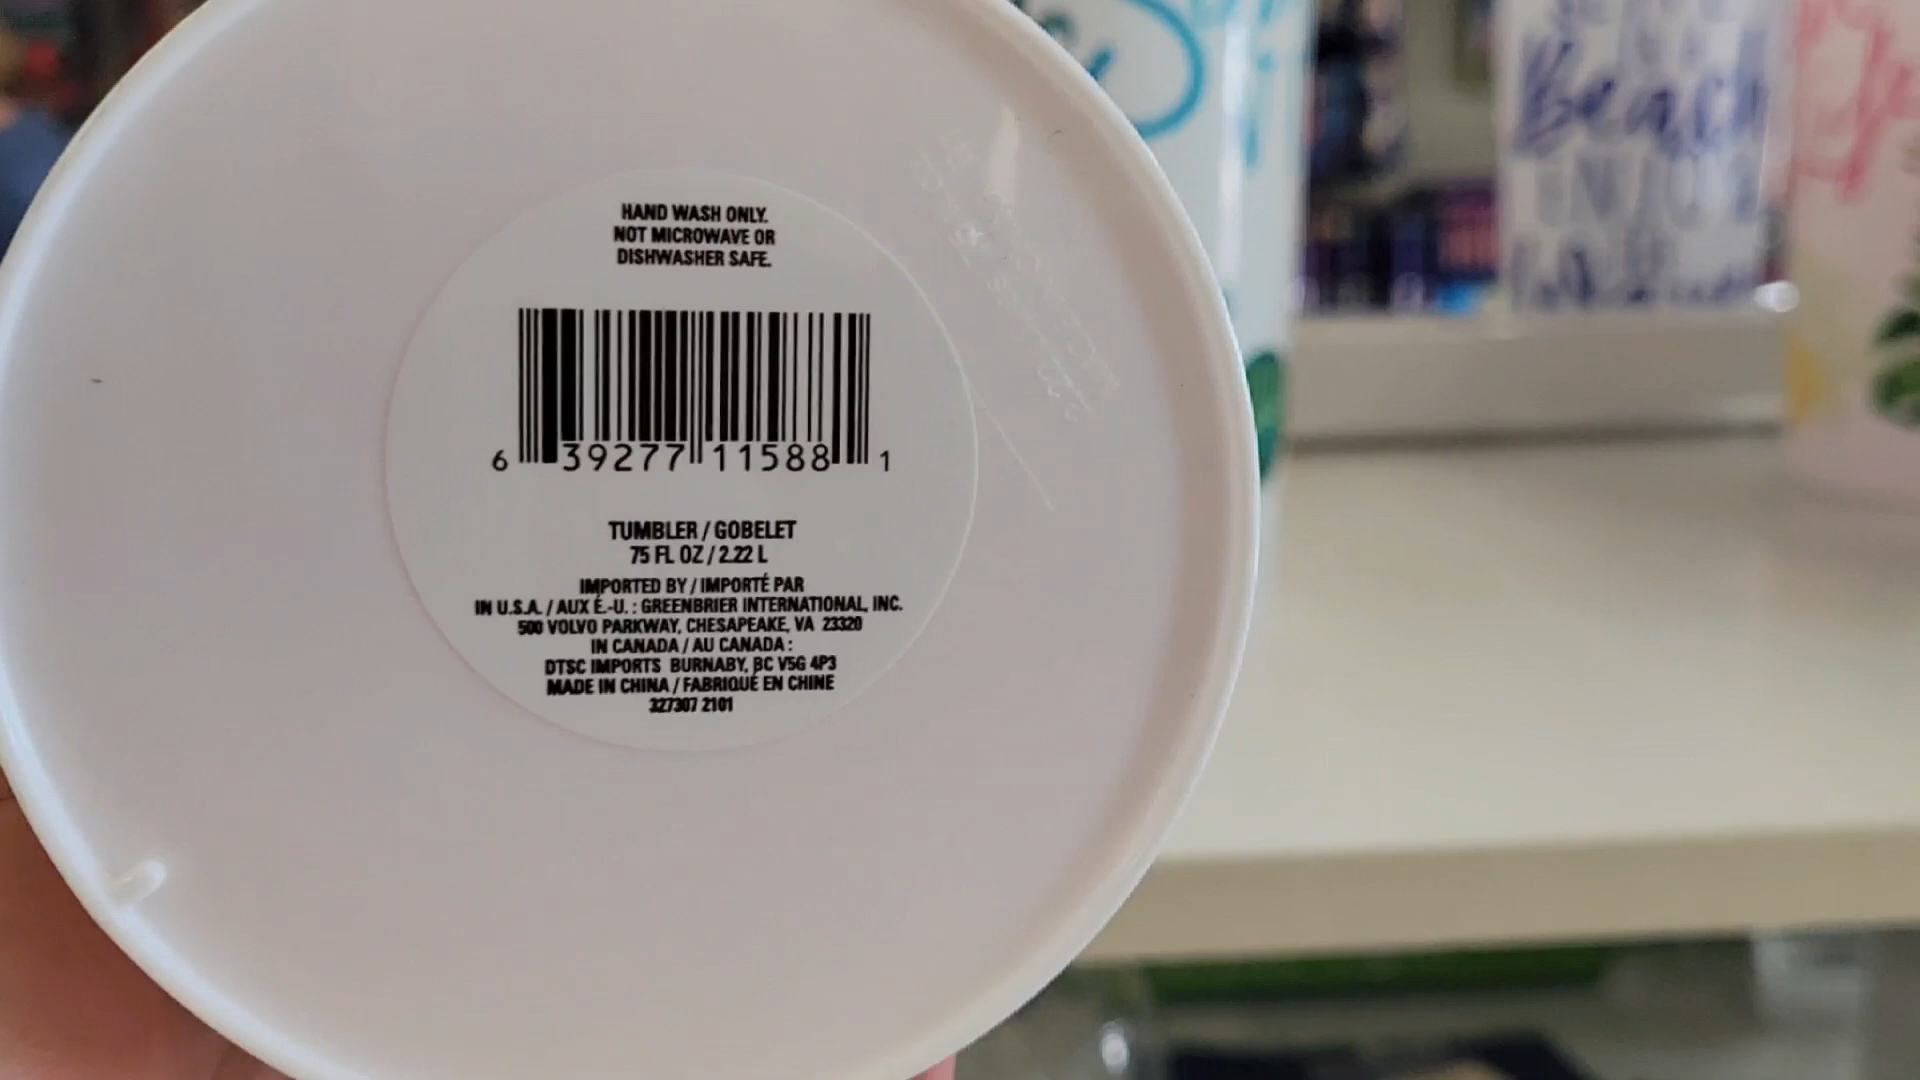 HAND WASH ONLY.
NOT MICROWAVE OR
DISHWASHER SAFE.
6 39277 11588 1
TUMBLER / GOBELET
75 FL OZ / 2.22 L
IMPORTED BY / IMPORTÉ PAR
IN U.S.A. / AUX É.-U. : GREENBRIER INTERNATIONAL, INC.
500 VOLVO PARKWAY, CHESAPEAKE, VA 23320
IN CANADA / AU CANADA :
DTSC IMPORTS BURNABY, BC V5G 4P3
MADE IN CHINA / FABRIQUÉ EN CHINE
327307 2101
Beach
ENJOY